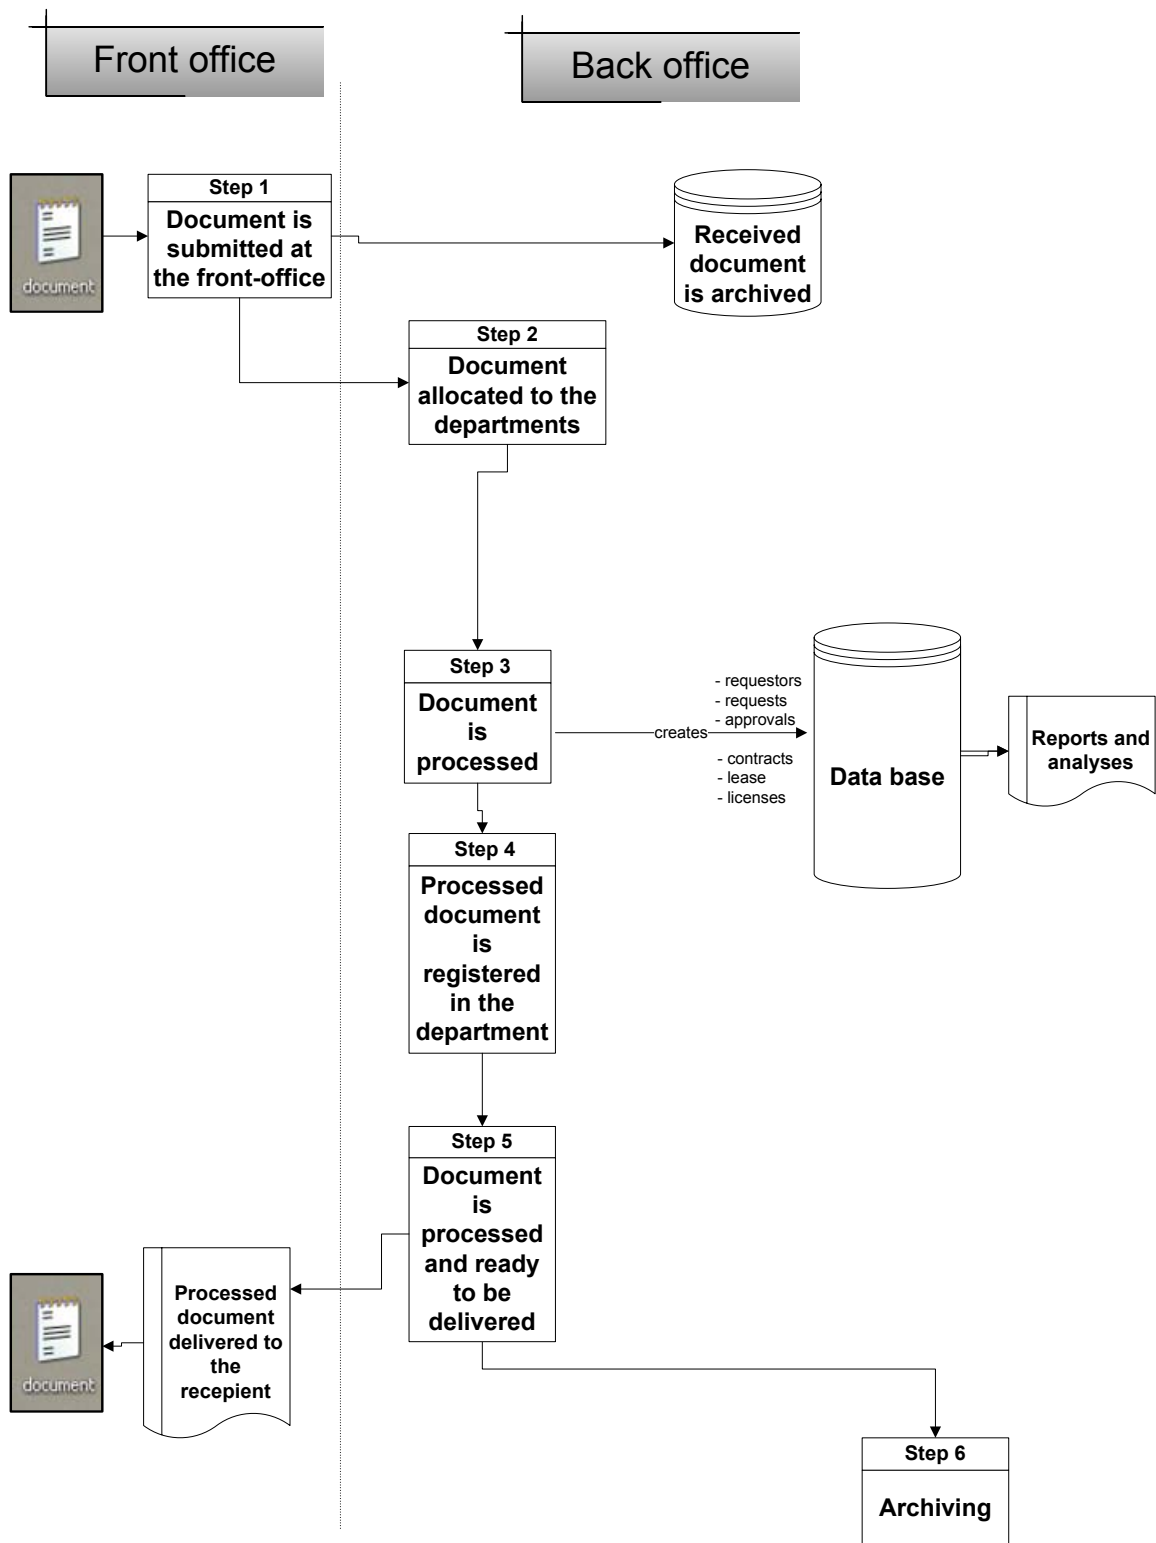 Front office
Back office
document
Step 1
Document is
submitted at
the front-office
Received
document
is archived
Step 2
Document
allocated to the
departments
Step 3
Document
is
processed
creates
- requestors
- requests
- approvals
- contracts
- lease
- licenses
Data base
Reports and
analyses
Step 4
Processed
document
is
registered
in the
department
Step 5
Document
is
processed
and ready
to be
delivered
Processed
document
delivered to
the
recepient
document
Step 6
Archiving